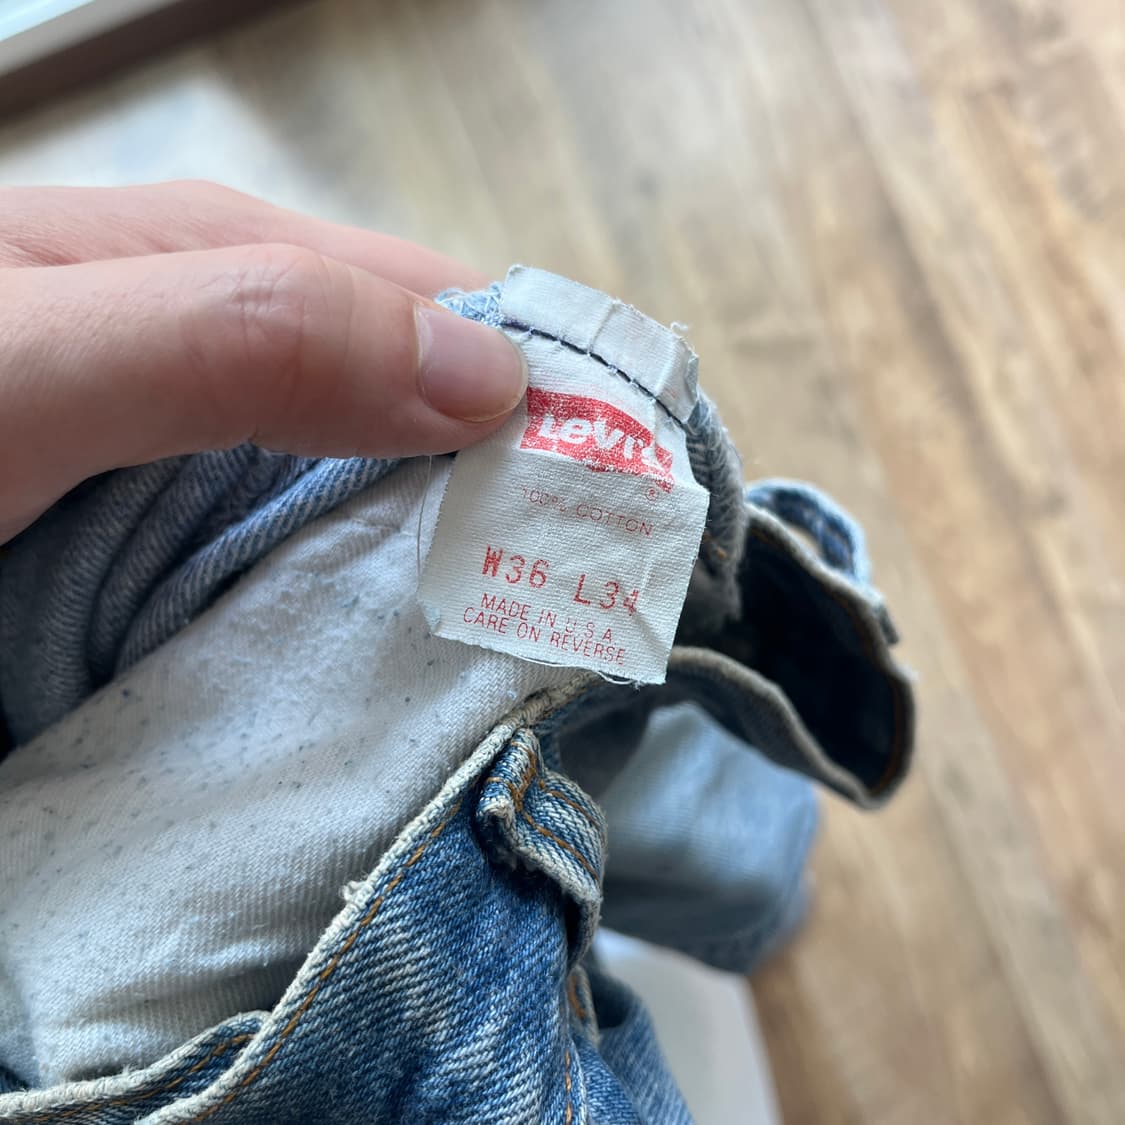 Levi's
®
100% COTTON
W36 L34
MADE IN U S A
CARE ON REVERSE